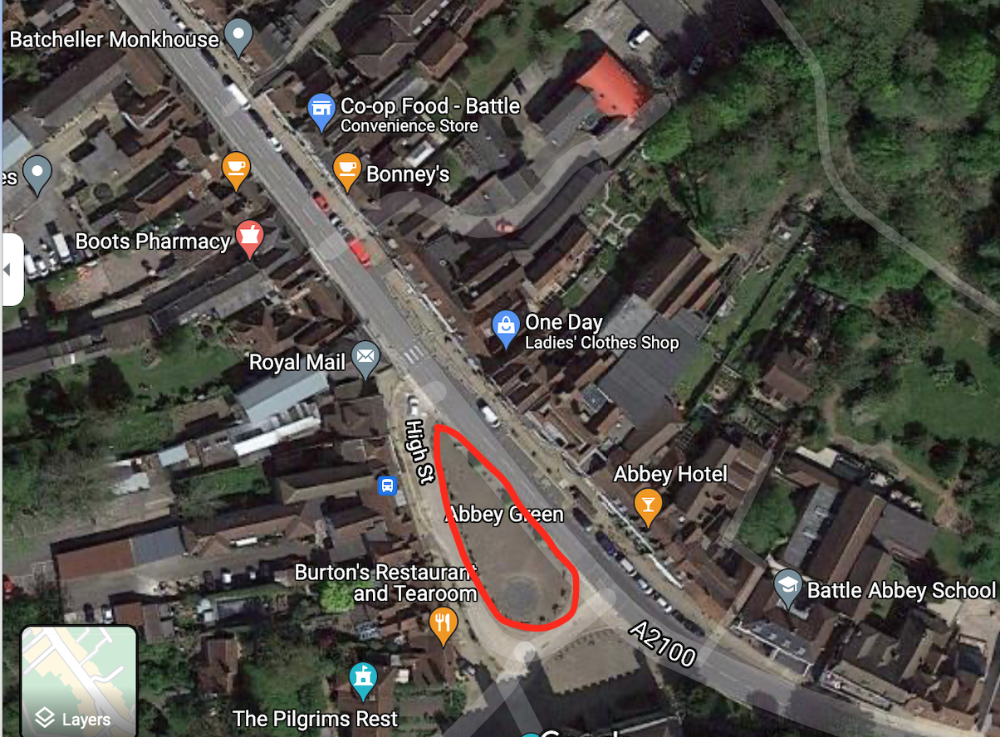 Batcheller Monkhouse
Co-op Food - Battle
Convenience Store
es
Bonney's
Boots Pharmacy
One Day
Ladies' Clothes Shop
Royal Mail
High St
Abbey Hotel
Abbey Green
Burton's Restaurant
and Tearoom
Battle Abbey School
A2100
Layers
The Pilgrims Rest